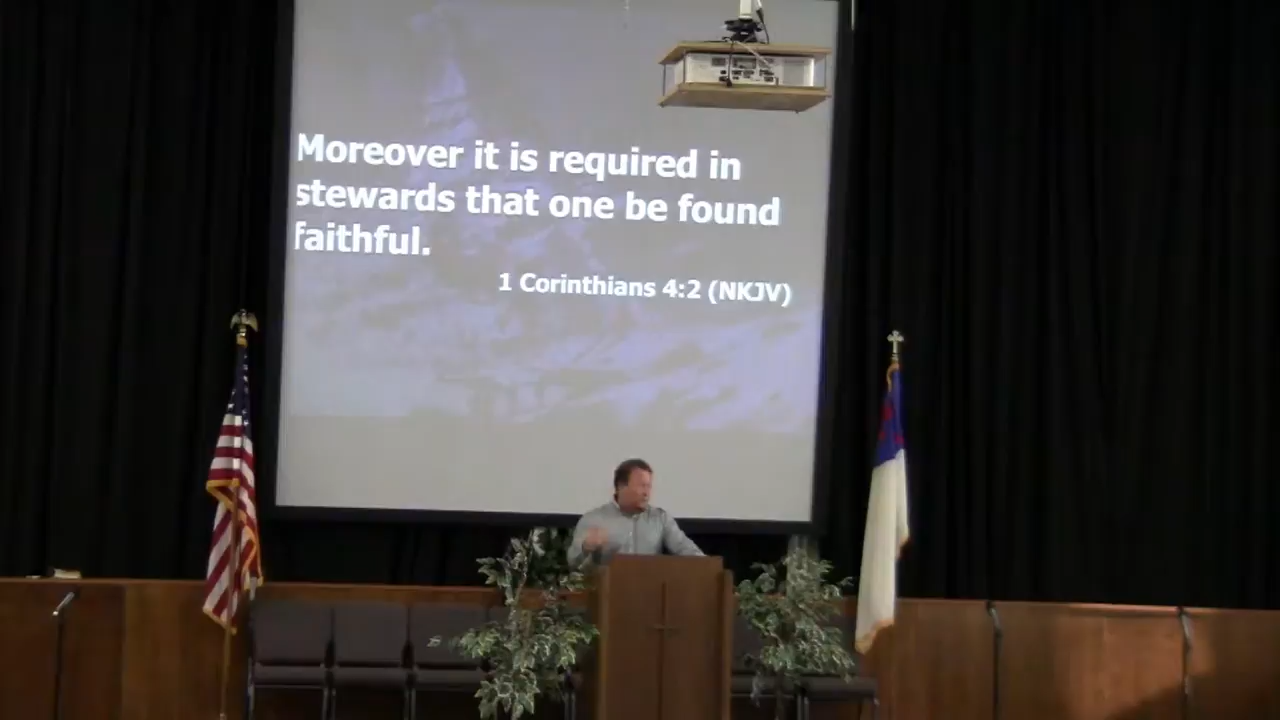 Moreover it is required in
stewards that one be found
faithful.
1 Corinthians 4:2 (NKJV)